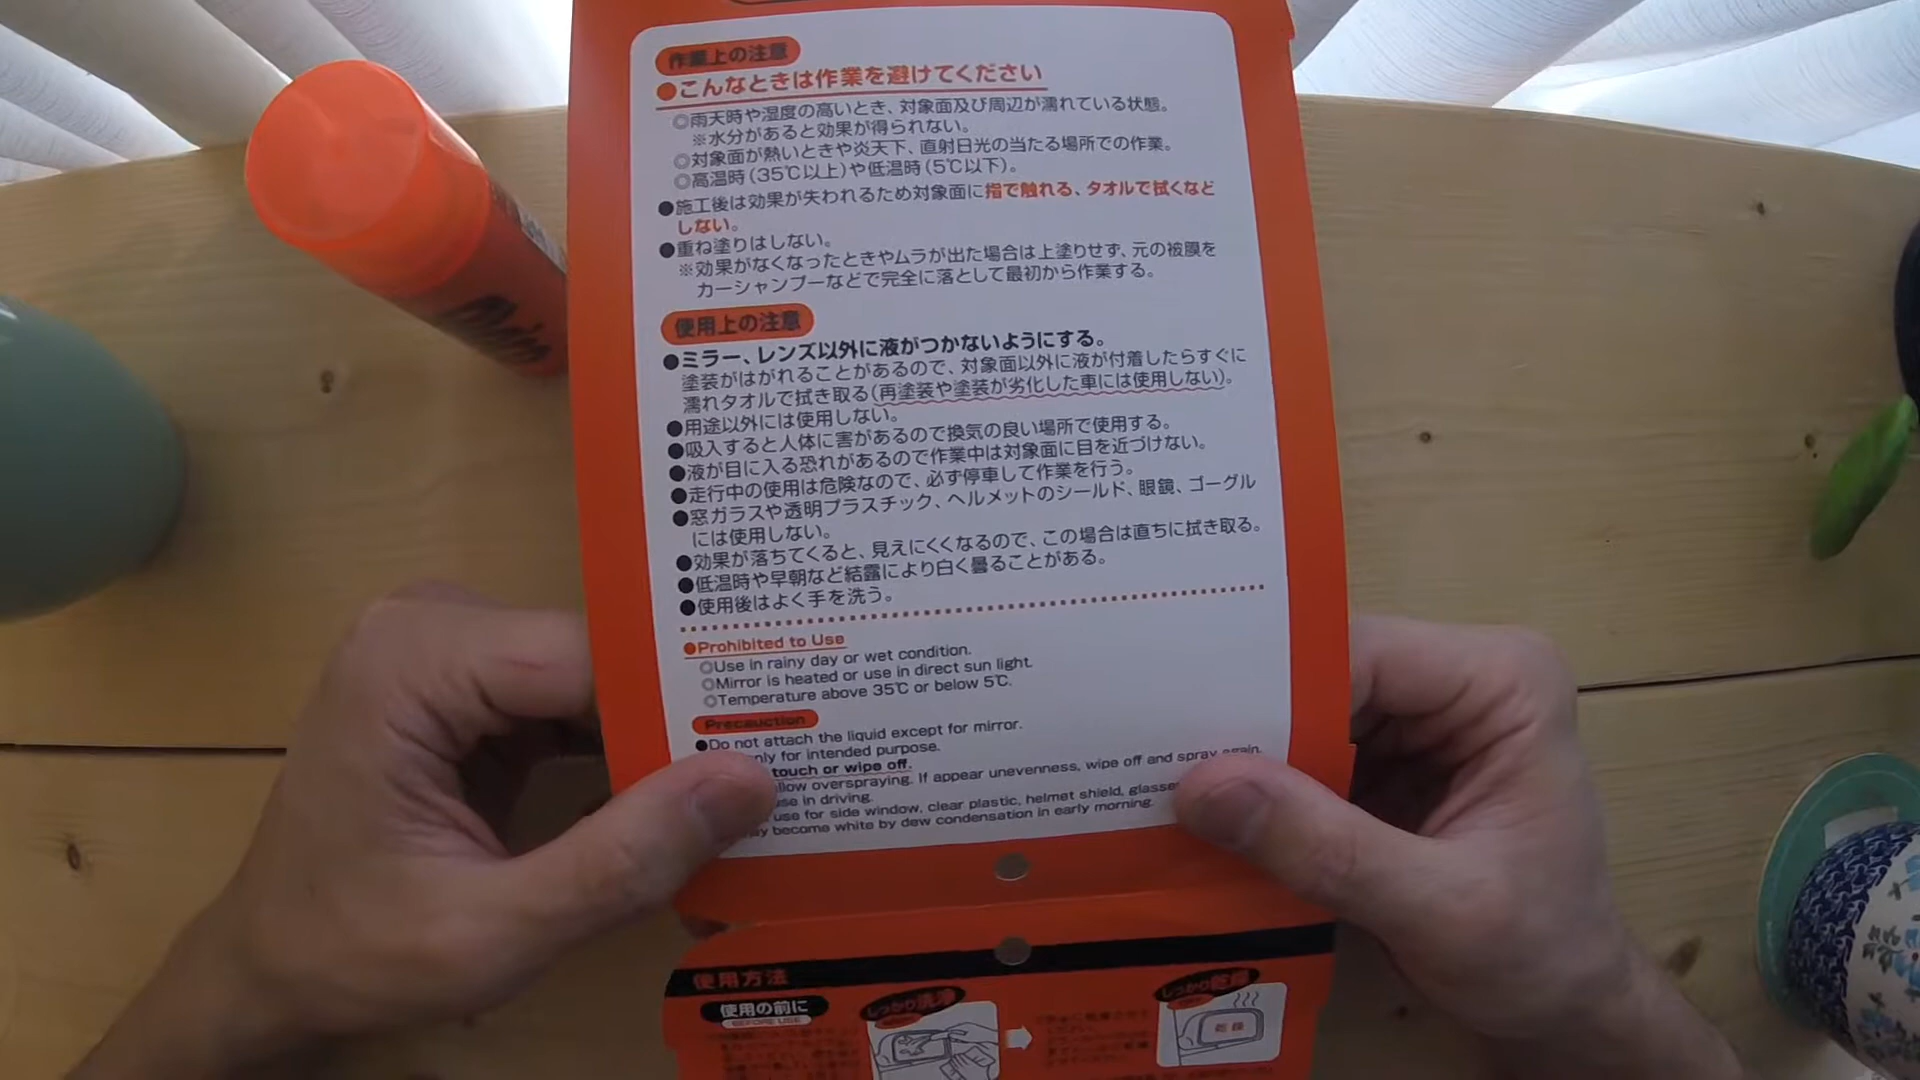 作業上の注意
●こんなときは作業を避けてください
◎雨天時や湿度の高いとき、対象面及び周辺が濡れている状態。
※水分があると効果が得られない。
◎対象面が熱いときや炎天下、直射日光の当たる場所での作業。
◎高温時(35℃以上)や低温時(5℃以下)。
●施工後は効果が失われるため対象面に指で触れる、タオルで拭くなど
しない。
●重ね塗りはしない。
※効果がなくなったときやムラが出た場合は上塗りせず、元の被膜を
カーシャンプーなどで完全に落として最初から作業する。
使用上の注意
●ミラー、レンズ以外に液がつかないようにする。
塗装がはがれることがあるので、対象面以外に液が付着したらすぐに
濡れタオルで拭き取る(再塗装や塗装が劣化した車には使用しない)。
●用途以外には使用しない。
●吸入すると人体に害があるので換気の良い場所で使用する。
●液が目に入る恐れがあるので作業中は対象面に目を近づけない。
●走行中の使用は危険なので、必ず停車して作業を行う。
●窓ガラスや透明プラスチック、ヘルメットのシールド、眼鏡、ゴーグル
には使用しない。
●効果が落ちてくると、見えにくくなるので、この場合は直ちに拭き取る。
●低温時や早朝など結露により白く曇ることがある。
●使用後はよく手を洗う。
●Prohibited to Use
◎Use in rainy day or wet condition.
◎Mirror is heated or use in direct sun light.
◎Temperature above 35℃ or below 5℃.
Precauction
●Do not attach the liquid except for mirror.
for intended purpose.
touch or wipe off.
overspraying. If appear unevenness, wipe off and spray again.
in driving.
use for side window, clear plastic, helmet shield,
become white by dew condensation in early morning.
使用方法
使用の前に
BEFORE USE
しっかり洗浄
しっかり乾燥
乾燥